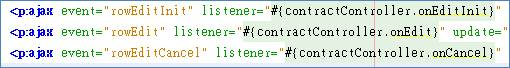 <p:ajax event="rowEditInit" listener="#{contractController.onEditInit}"
<p:ajax event="rowEdit" listener="#{contractController.onEdit}" update="
<p:ajax event="rowEditCancel" listener="#{contractController.onCancel}"